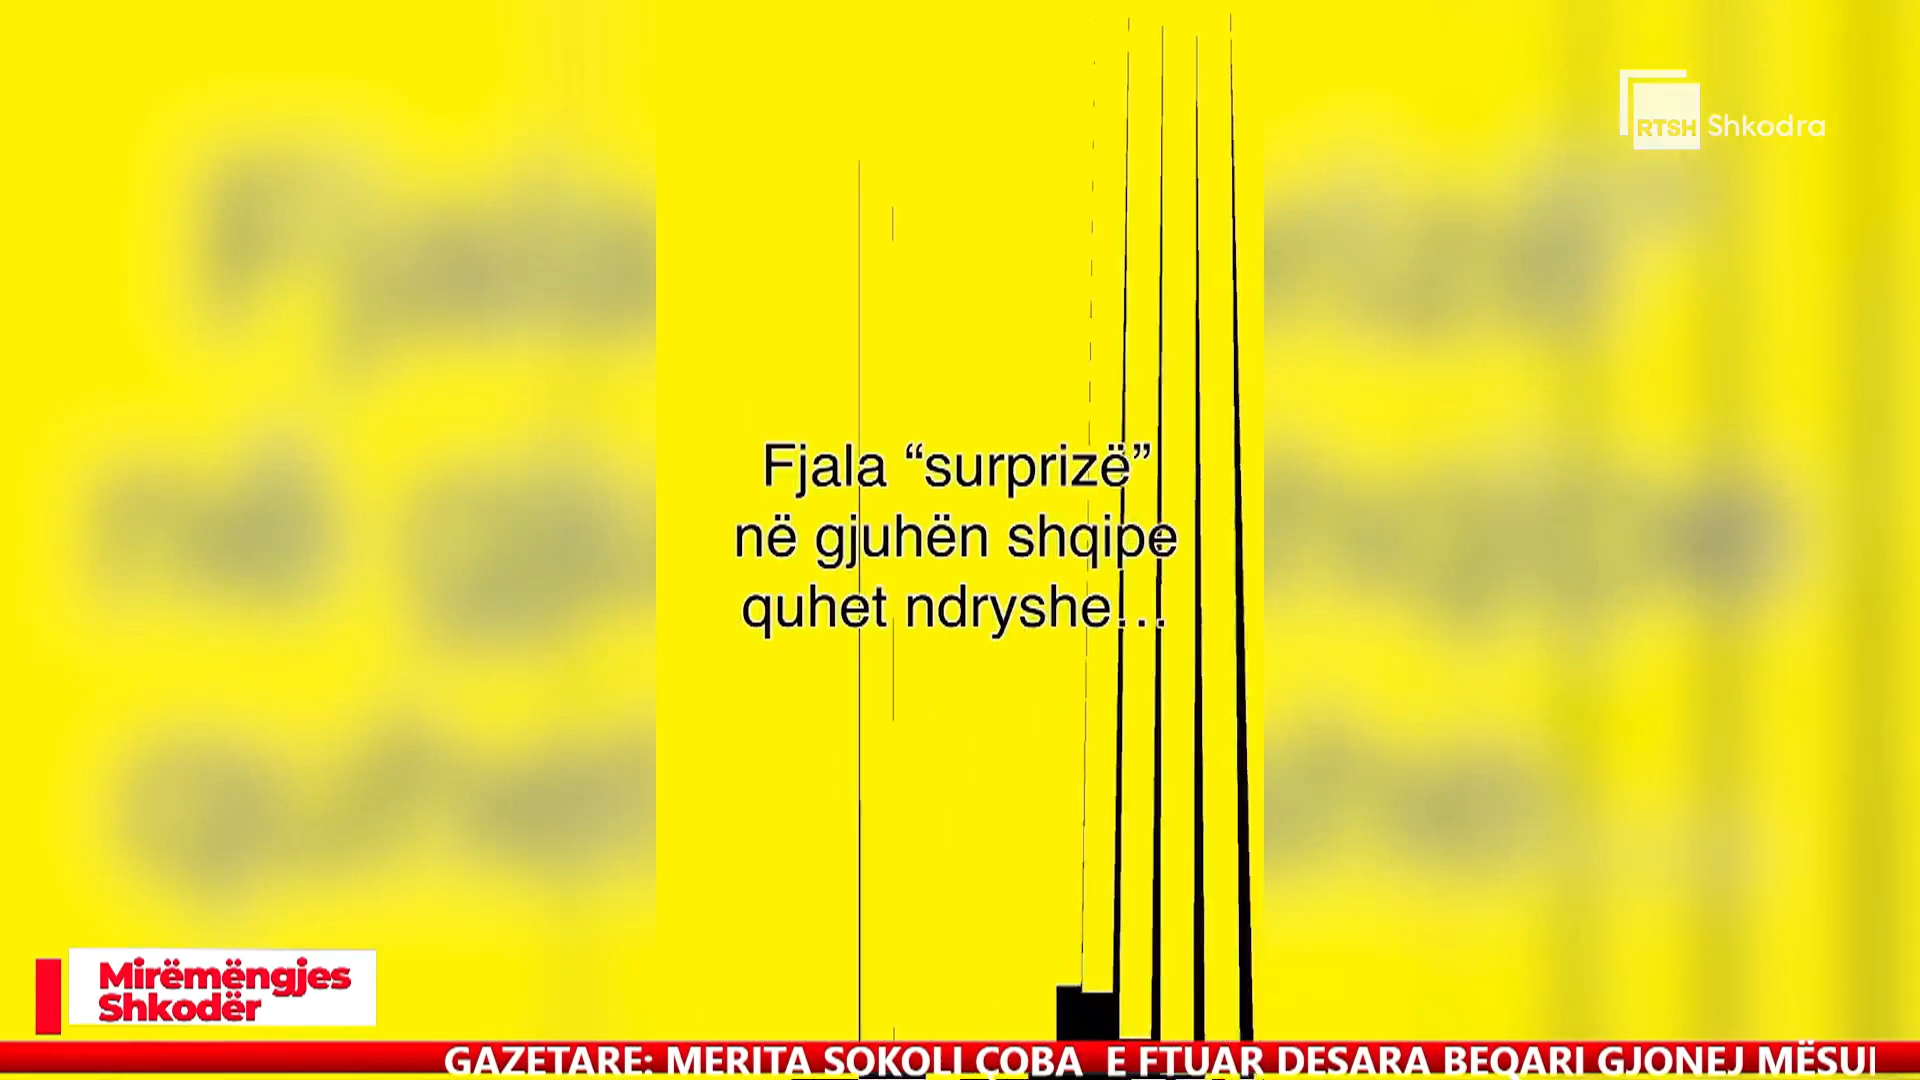 RTSH Shkodra
Fjala “surprizë”
në gjuhën shqipe
quhet ndryshe!..
Mirëmëngjes
Shkodër
GAZETARE: MERITA SOKOLI ÇOBA E FTUAR DESARA BEQARI GJONEJ MËSU